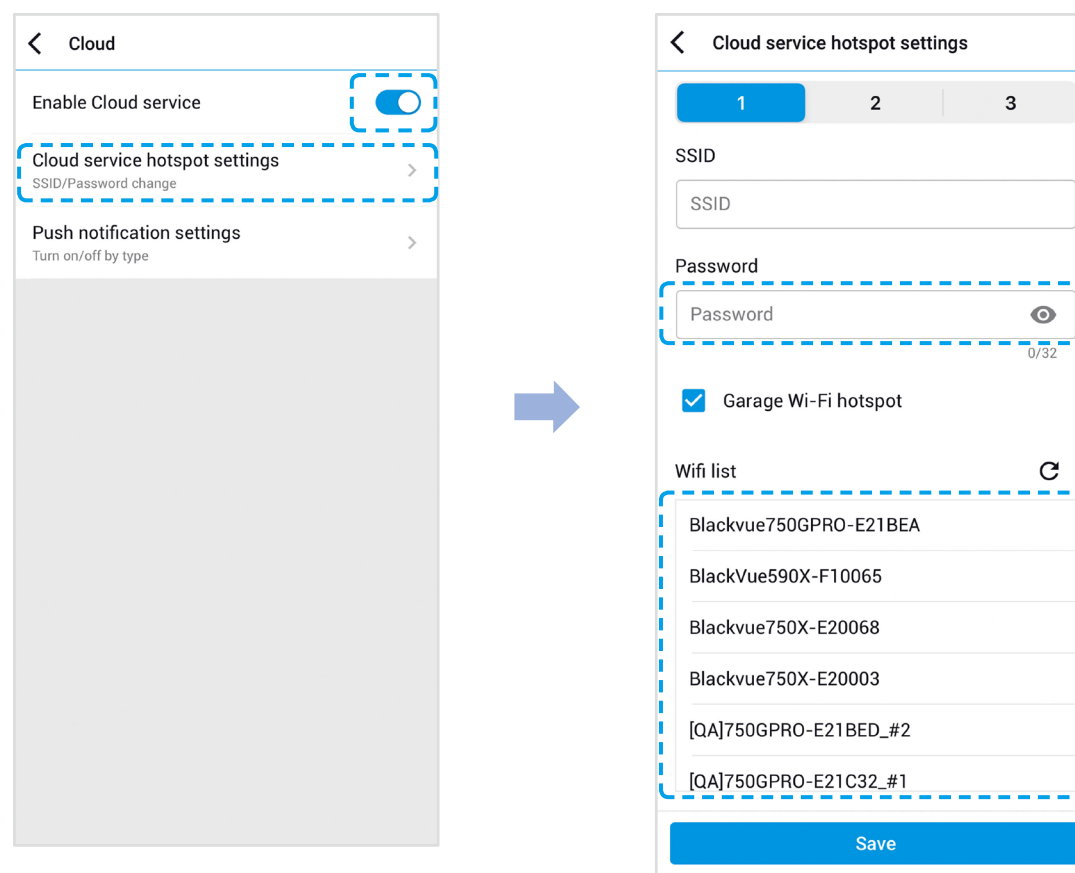 Cloud
Enable Cloud service
Cloud service hotspot settings
SSID/Password change
Push notification settings
Turn on/off by type
Cloud service hotspot settings
1 2 3
SSID
SSID
Password
Password
0/32
Garage Wi-Fi hotspot
Wifi list
Blackvue750GPRO-E21BEA
BlackVue590X-F10065
Blackvue750X-E20068
Blackvue750X-E20003
[QA]750GPRO-E21BED_#2
[QA]750GPRO-E21C32_#1
Save